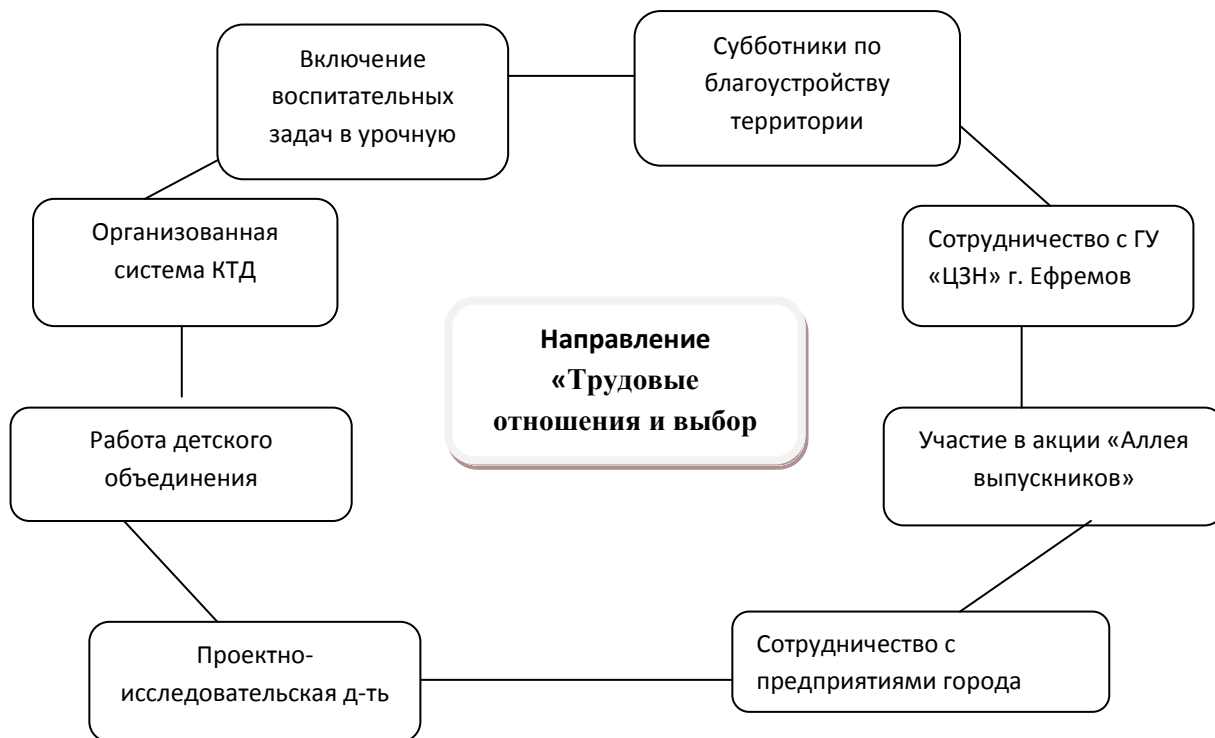 Включение
воспитательных
задач в урочную
Субботники по
благоустройству
территории
Организованная
система КТД
Сотрудничество с ГУ
«ЦЗН» г. Ефремов
Направление
«Трудовые
отношения и выбор
Работа детского
объединения
Участие в акции «Аллея
выпускников»
Проектно-
исследовательская д-ть
Сотрудничество с
предприятиями города